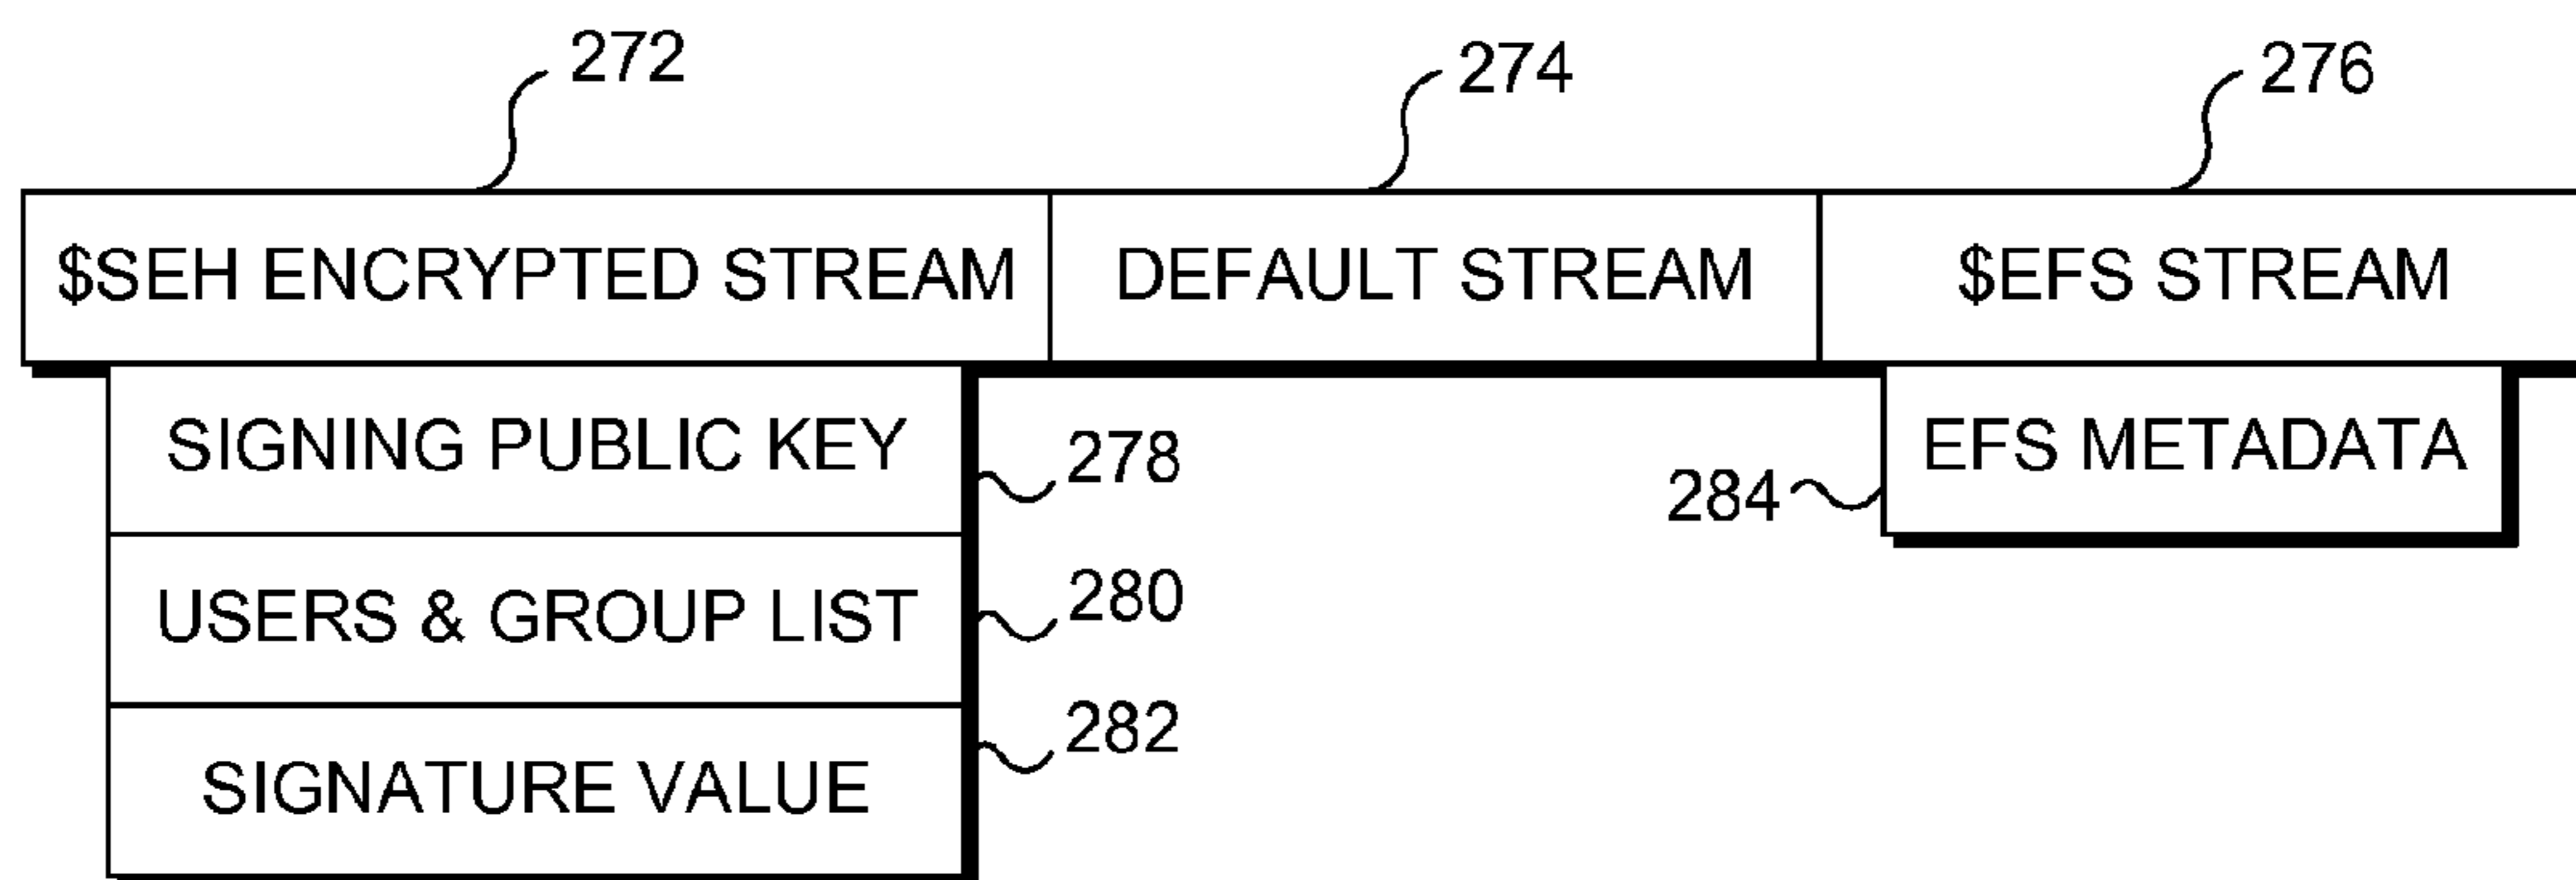 272
274
276
$SEH ENCRYPTED STREAM
DEFAULT STREAM
$EFS STREAM
SIGNING PUBLIC KEY
278
USERS & GROUP LIST
280
SIGNATURE VALUE
282
284
EFS METADATA